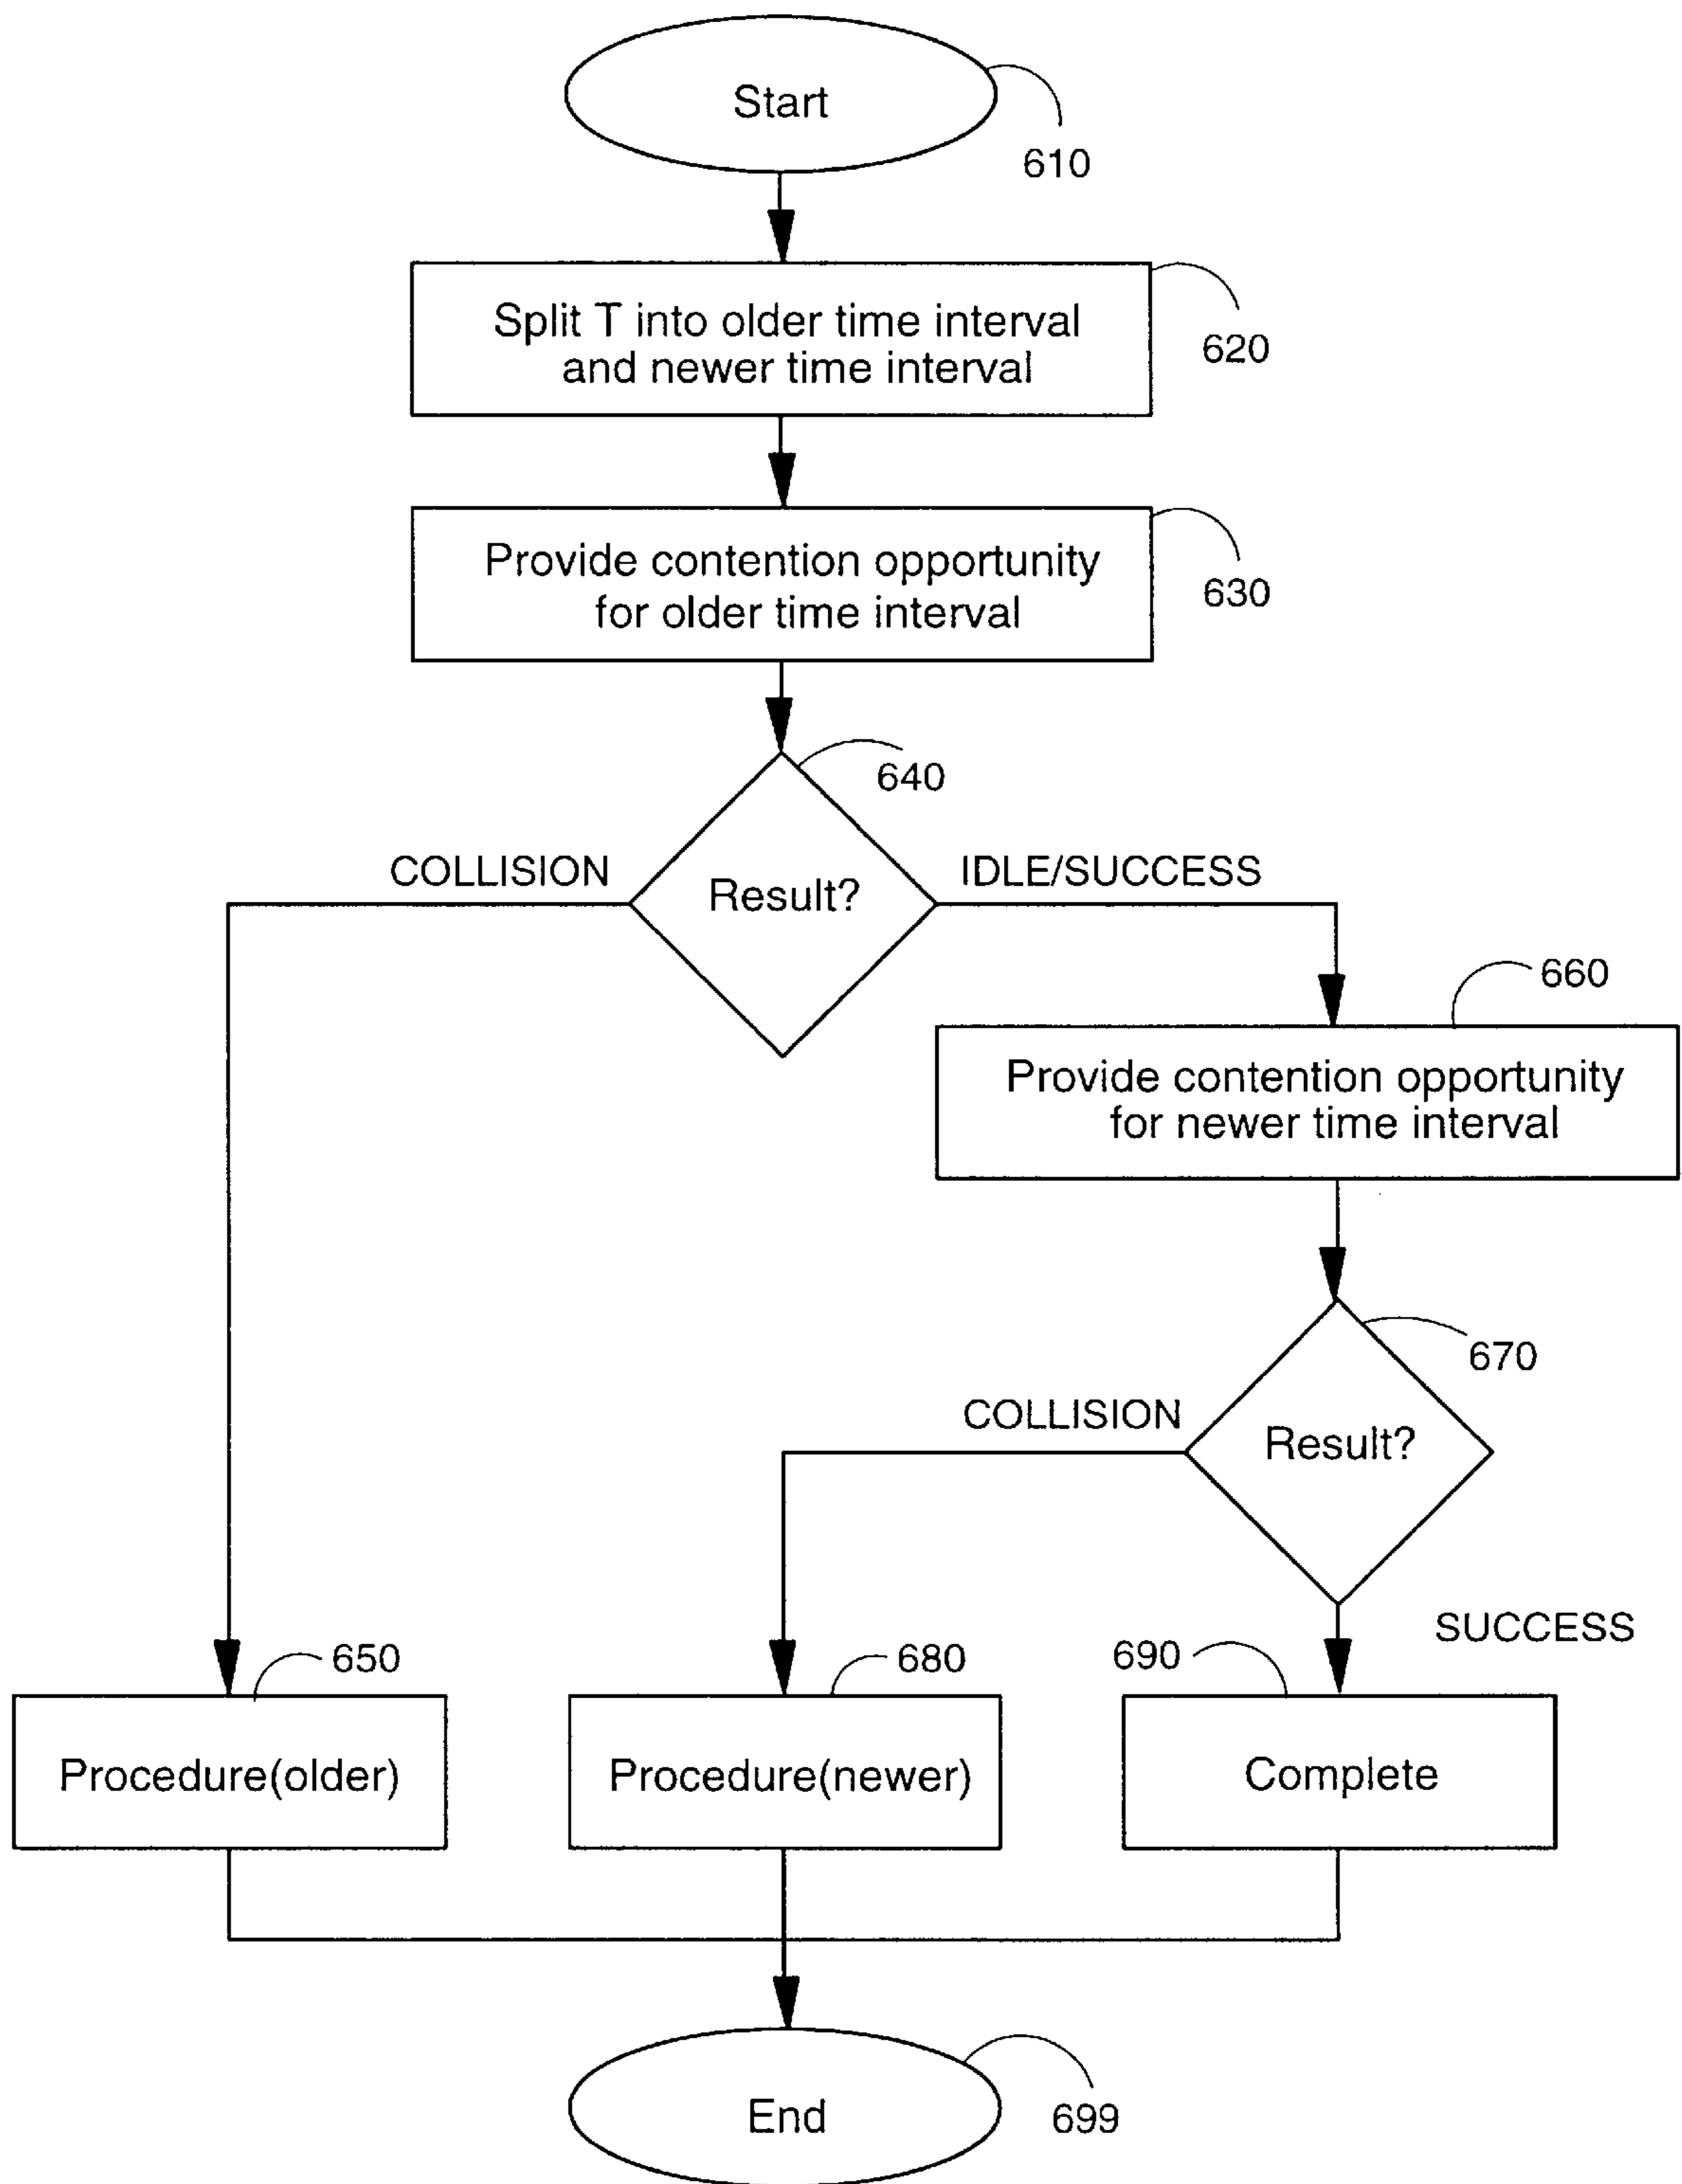 Start
610
Split T into older time interval
and newer time interval
620
Provide contention opportunity
for older time interval
630
640
COLLISION
Result?
IDLE/SUCCESS
660
Provide contention opportunity
for newer time interval
670
COLLISION
Result?
SUCCESS
650
680
690
Procedure(older)
Procedure(newer)
Complete
End
699